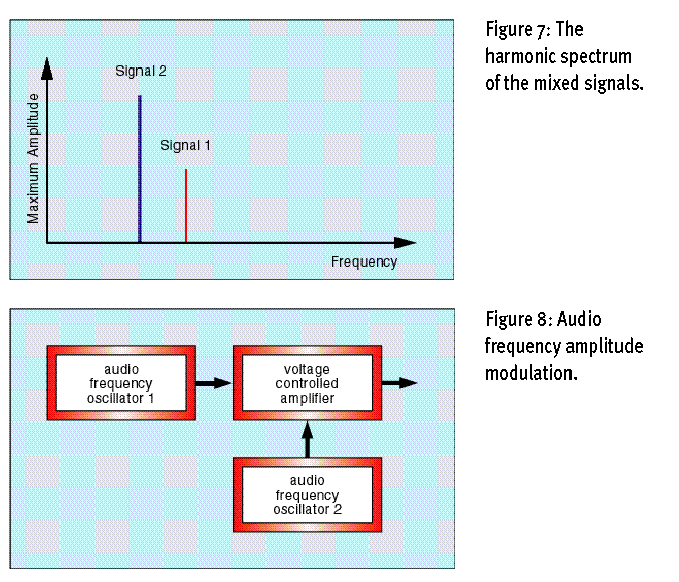 Figure 7: The
harmonic spectrum
of the mixed signals.
Signal 2
Signal 1
Maximum Amplitude
Frequency
Figure 8: Audio
frequency amplitude
modulation.
audio
frequency
oscillator 1
voltage
controlled
amplifier
audio
frequency
oscillator 2